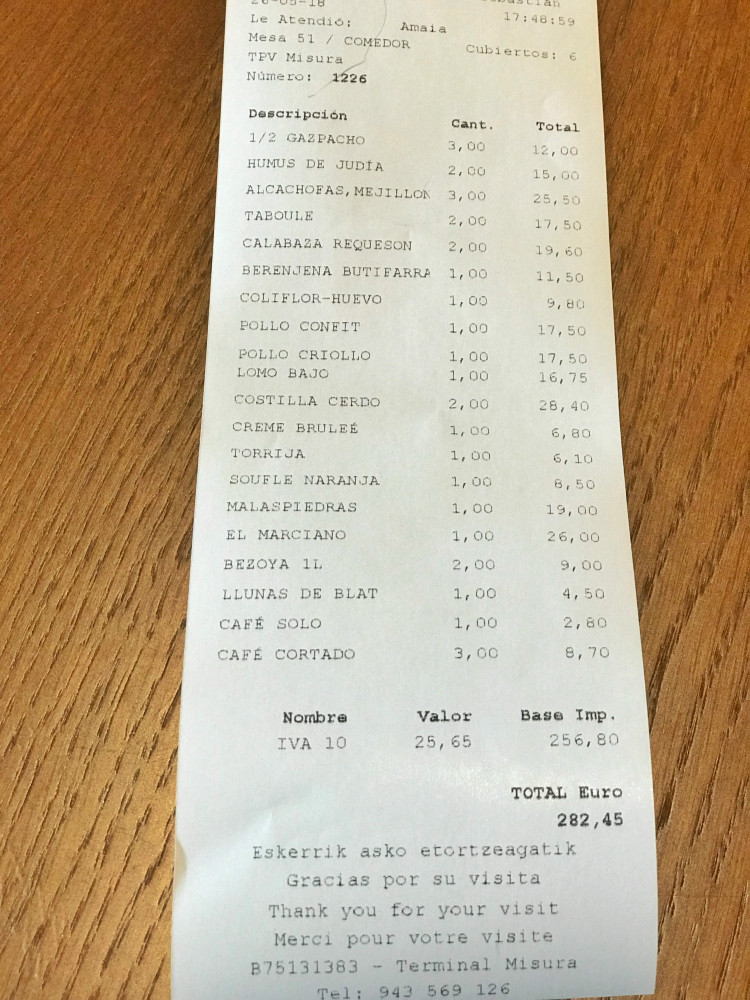 26-05-18 Sebastián
17:48:59
Le Atendió: Amaia
Mesa 51 / COMEDOR Cubiertos: 6
TPV Misura
Número: 1226
Descripción Cant. Total
1/2 GAZPACHO 3,00 12,00
HUMUS DE JUDÍA 2,00 15,00
ALCACHOFAS,MEJILLON 3,00 25,50
TABOULE 2,00 17,50
CALABAZA REQUESON 2,00 19,60
BERENJENA BUTIFARRA 1,00 11,50
COLIFLOR-HUEVO 1,00 9,80
POLLO CONFIT 1,00 17,50
POLLO CRIOLLO 1,00 17,50
LOMO BAJO 1,00 16,75
COSTILLA CERDO 2,00 28,40
CREME BRULEÉ 1,00 6,80
TORRIJA 1,00 6,10
SOUFLE NARANJA 1,00 8,50
MALASPIEDRAS 1,00 19,00
EL MARCIANO 1,00 26,00
BEZOYA 1L 2,00 9,00
LLUNAS DE BLAT 1,00 4,50
CAFÉ SOLO 1,00 2,80
CAFÉ CORTADO 3,00 8,70
Nombre Valor Base Imp.
IVA 10 25,65 256,80
TOTAL Euro
282,45
Eskerrik asko etortzeagatik
Gracias por su visita
Thank you for your visit
Merci pour votre visite
B75131383 - Terminal Misura
Tel: 943 569 126